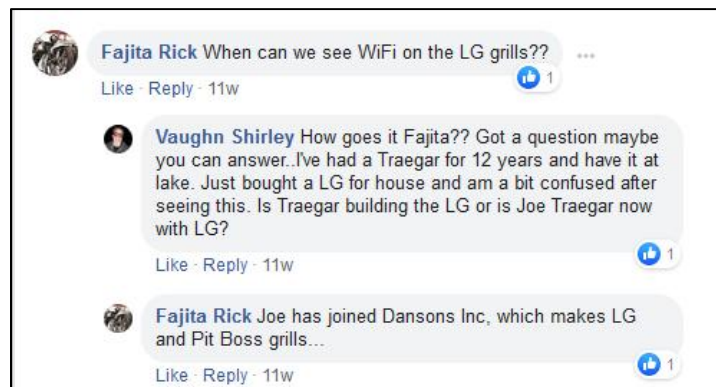 Fajita Rick When can we see WiFi on the LG grills??
1
Like · Reply · 11w
Vaughn Shirley How goes it Fajita?? Got a question maybe
you can answer..I've had a Traegar for 12 years and have it at
lake. Just bought a LG for house and am a bit confused after
seeing this. Is Traegar building the LG or is Joe Traegar now
with LG?
1
Like · Reply · 11w
Fajita Rick Joe has joined Dansons Inc, which makes LG
and Pit Boss grills...
1
Like · Reply · 11w